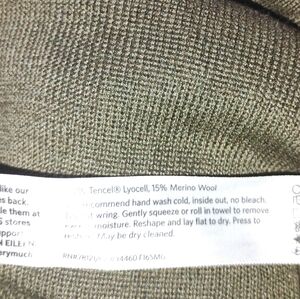 like our
s back.
le them at
stores
support
EILEEN
erymuch
Tencel® Lyocell, 15% Merino Wool
commend hand wash cold, inside out, no bleach.
wring. Gently squeeze or roll in towel to remove
moisture. Reshape and lay flat to dry. Press to
May be dry cleaned.